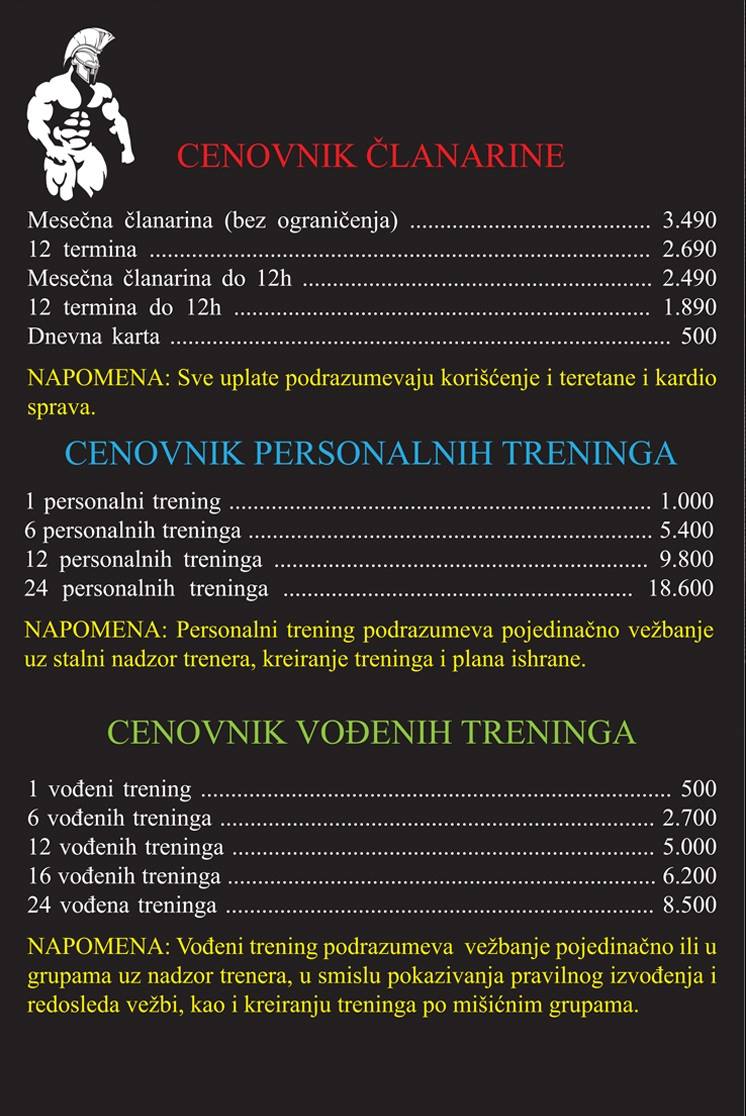 CENOVNIK ČLANARINE
Mesečna članarina (bez ograničenja) ........................................ 3.490
12 termina .................................................................................... 2.690
Mesečna članarina do 12h .......................................................... 2.490
12 termina do 12h ..................................................................... 1.890
Dnevna karta ................................................................................... 500
NAPOMENA: Sve uplate podrazumevaju korišćenje i teretane i kardio
sprava.
CENOVNIK PERSONALNIH TRENINGA
1 personalni trening ...................................................................... 1.000
6 personalnih treninga ................................................................... 5.400
12 personalnih treninga .............................................................. 9.800
24 personalnih treninga .......................................................... 18.600
NAPOMENA: Personalni trening podrazumeva pojedinačno vežbanje
uz stalni nadzor trenera, kreiranje treninga i plana ishrane.
CENOVNIK VOĐENIH TRENINGA
1 vođeni trening .............................................................................. 500
6 vođenih treninga ........................................................................ 2.700
12 vođenih treninga ...................................................................... 5.000
16 vođenih treninga ....................................................................... 6.200
24 vođena treninga ....................................................................... 8.500
NAPOMENA: Vođeni trening podrazumeva vežbanje pojedinačno ili u
grupama uz nadzor trenera, u smislu pokazivanja pravilnog izvođenja i
redosleda vežbi, kao i kreiranju treninga po mišićnim grupama.